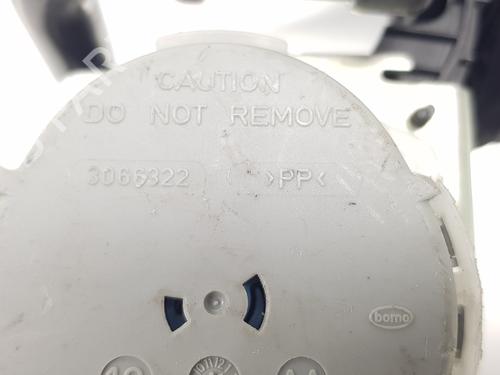 CAUTION
DO NOT REMOVE
3066322 >PP<
bomo